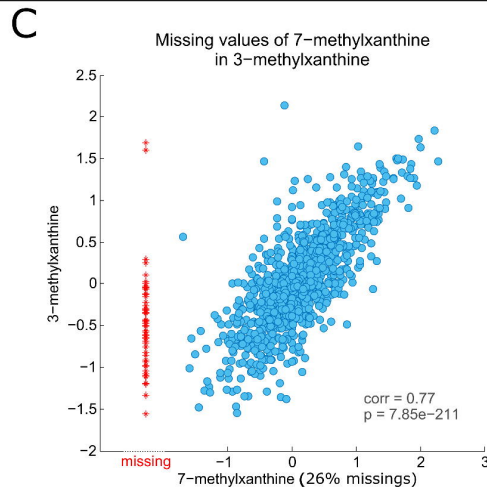 C
Missing values of 7−methylxanthine
in 3−methylxanthine
2.5
2
1.5
1
0.5
0
−0.5
−1
−1.5
−2
3−methylxanthine
corr = 0.77
p = 7.85e−211
missing
−1
0
1
2
3
7−methylxanthine (26% missings)